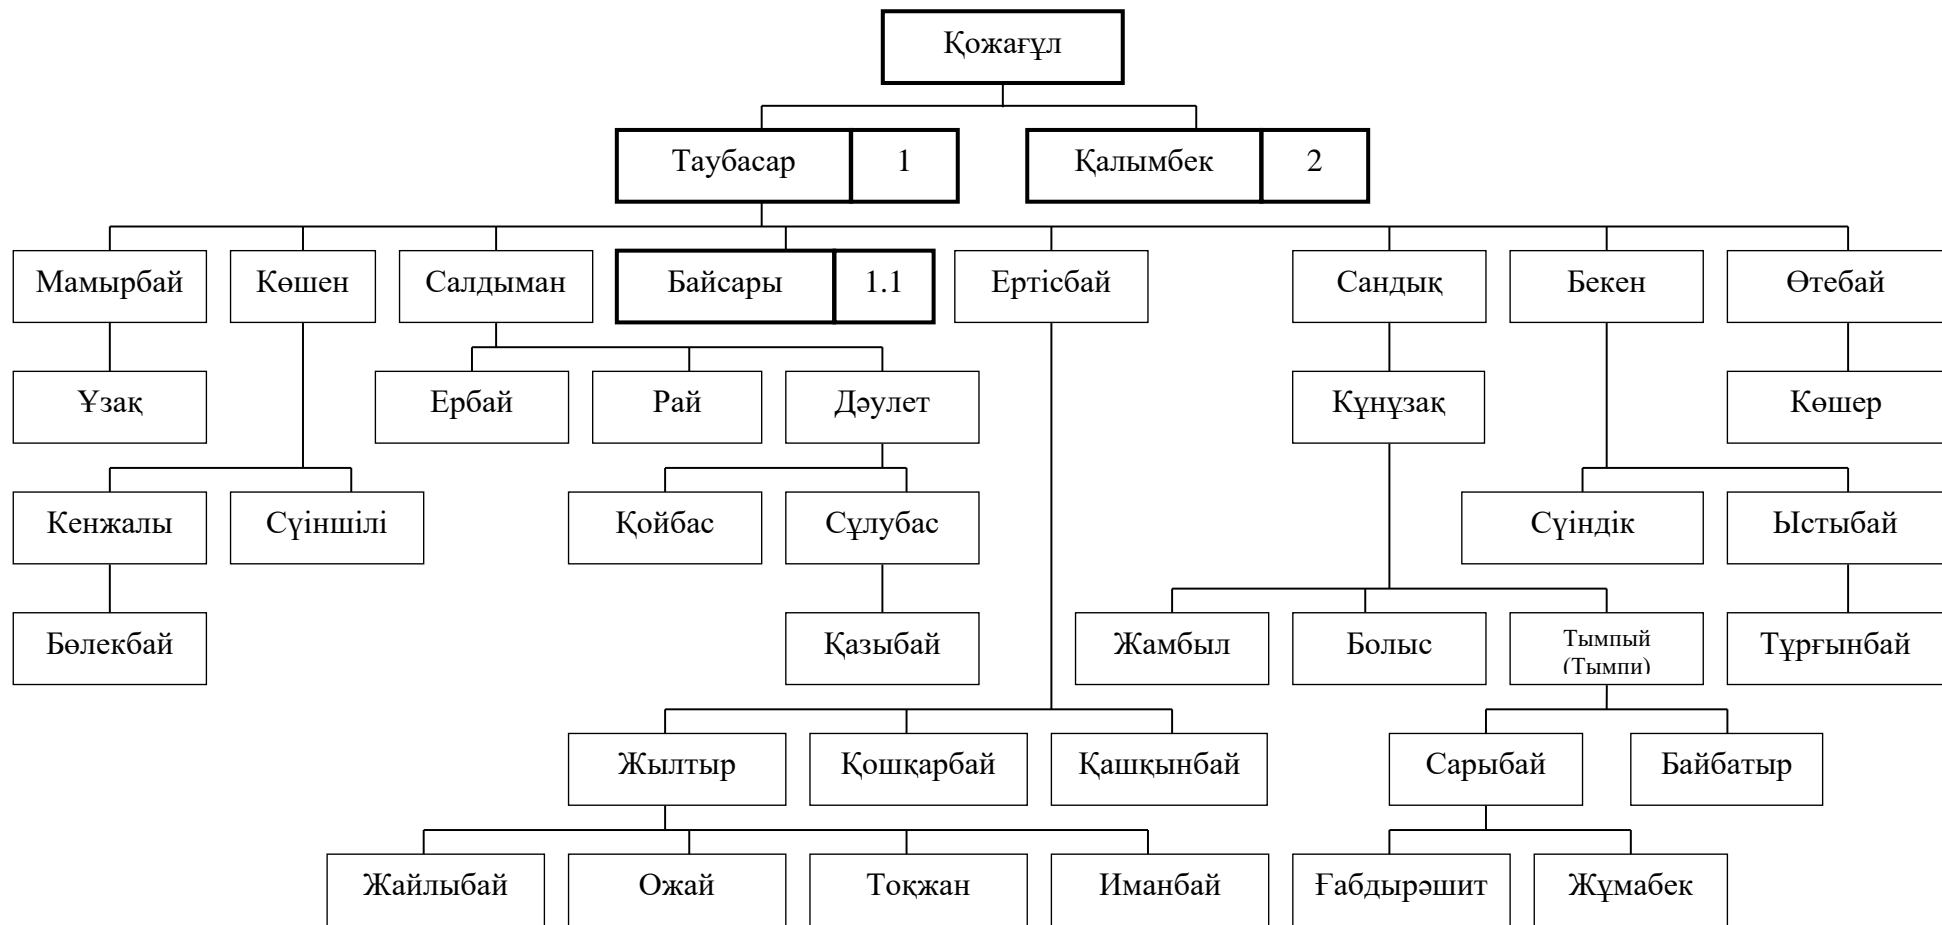 Қожағұл
Таубасар 1 Қалымбек 2
Мамырбай Көшен Салдыман Байсары 1.1 Ертісбай Сандық Бекен Өтебай
Ұзақ Ербай Рай Дәулет Құнұзақ Көшер
Кенжалы Сүіншілі Қойбас Сұлубас Сүіндік Ыстыбай
Бөлекбай Қазыбай Жамбыл Болыс Тымпый Тұрғынбай
(Тымпи)
Жылтыр Қошқарбай Қашқынбай Сарыбай Байбатыр
Жайлыбай Ожай Тоқжан Иманбай Ғабдырәшит Жұмабек